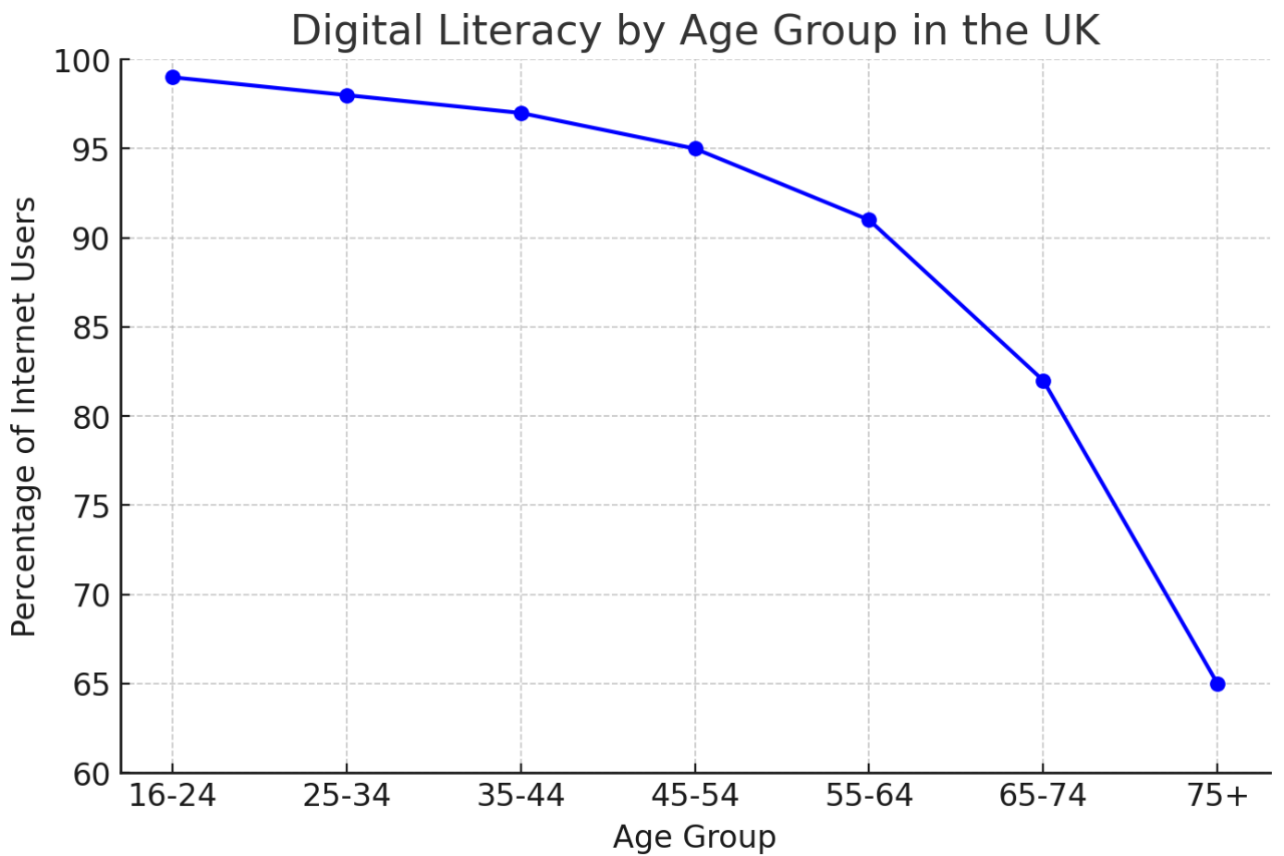 Digital Literacy by Age Group in the UK
Percentage of Internet Users
100
95
90
85
80
75
70
65
60
16-24 25-34 35-44 45-54 55-64 65-74 75+
Age Group